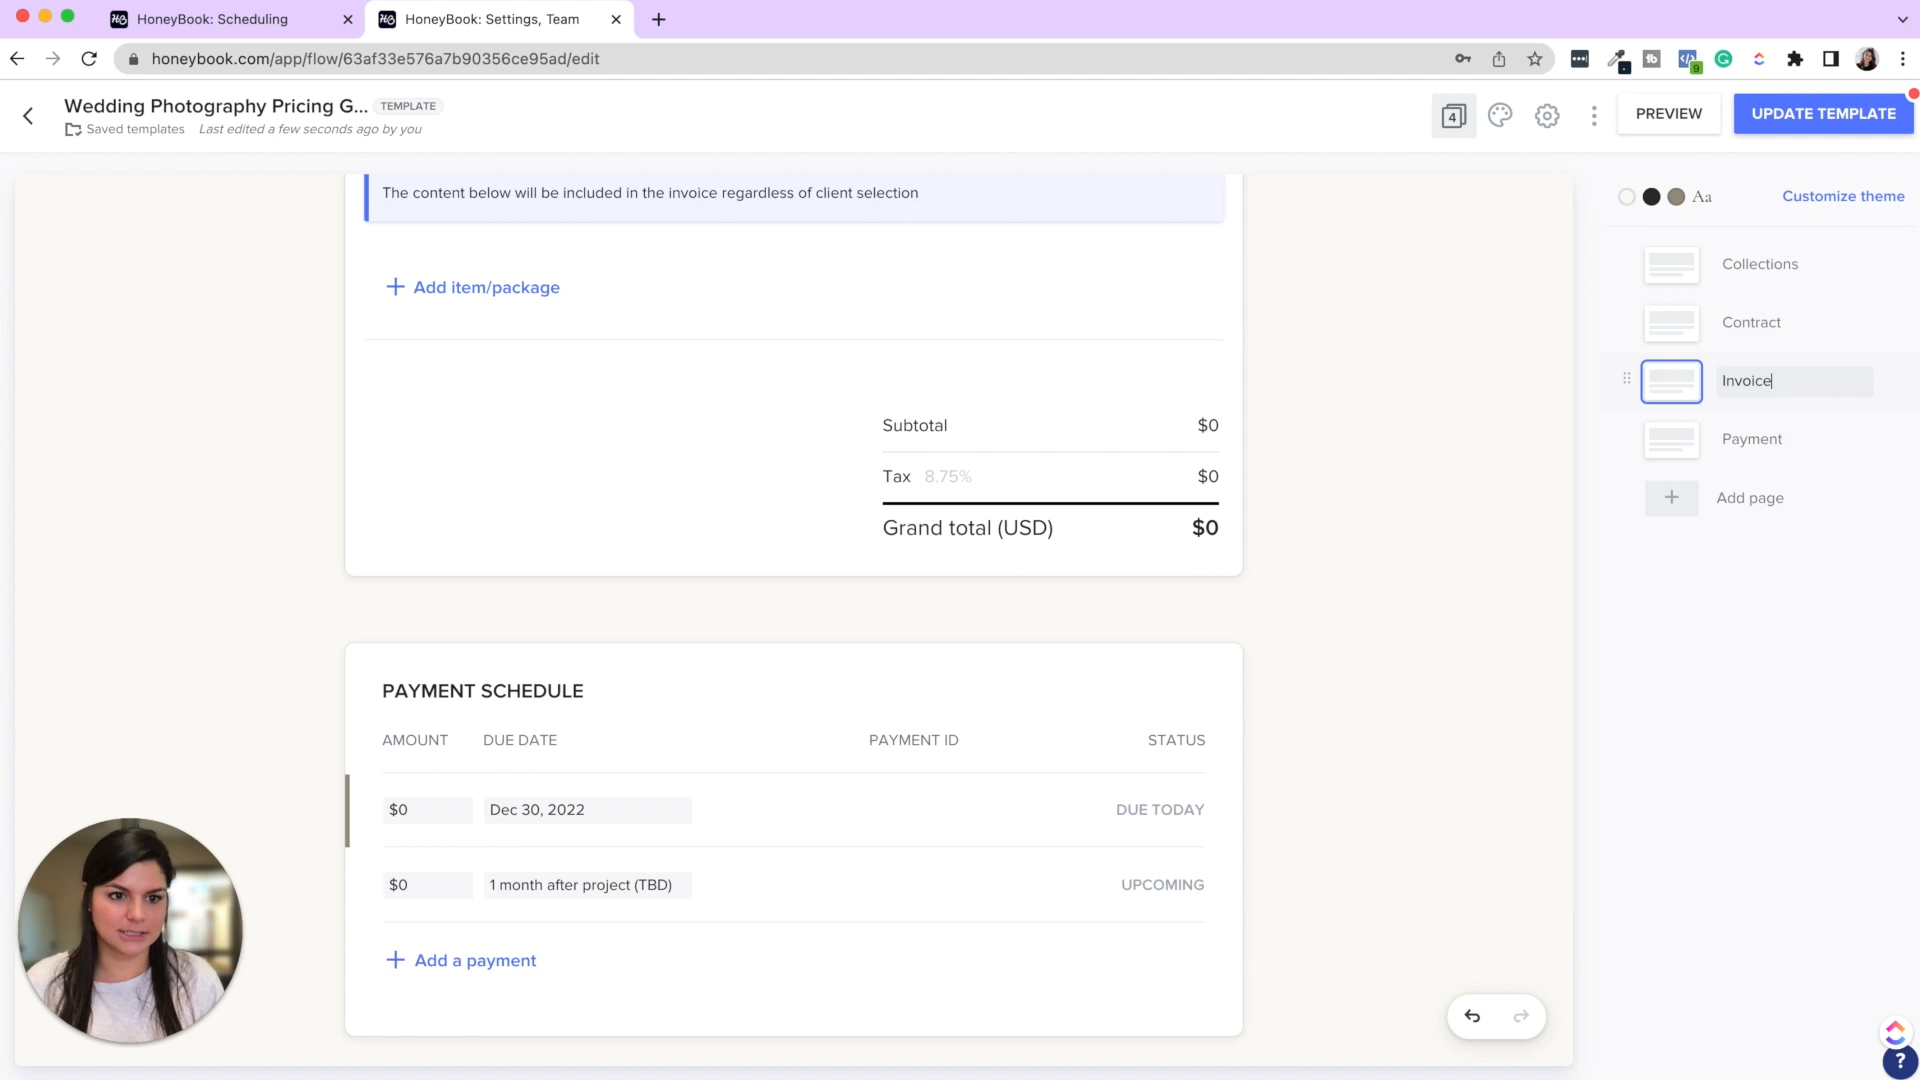 HoneyBook: Scheduling
HoneyBook: Settings, Team
honeybook.com/app/flow/63af33e576a7b90356ce95ad/edit
9
Wedding Photography Pricing G...
TEMPLATE
Saved templates
Last edited a few seconds ago by you
4
PREVIEW
UPDATE TEMPLATE
The content below will be included in the invoice regardless of client selection
Add item/package
Subtotal $0
Tax 8.75% $0
Grand total (USD) $0
PAYMENT SCHEDULE
AMOUNT DUE DATE PAYMENT ID STATUS
$0 Dec 30, 2022 DUE TODAY
$0 1 month after project (TBD) UPCOMING
Add a payment
Aa
Customize theme
Collections
Contract
Invoice
Payment
Add page
?